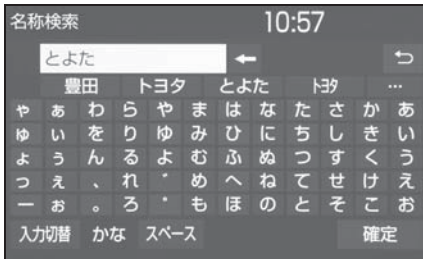 名称検索 10:57
とよた
豊田 トヨタ とよた ﾄﾖﾀ …
ゃ ぁ わ ら や ま は な た さ か あ
ゅ ぃ を り ゆ み ひ に ち し き い
ょ ぅ ん る よ む ふ ぬ つ す く う
っ ぇ 、 れ ゛ め へ ね て せ け え
ー ぉ 。 ろ ゜ も ほ の と そ こ お
入力切替 かな スペース 確定